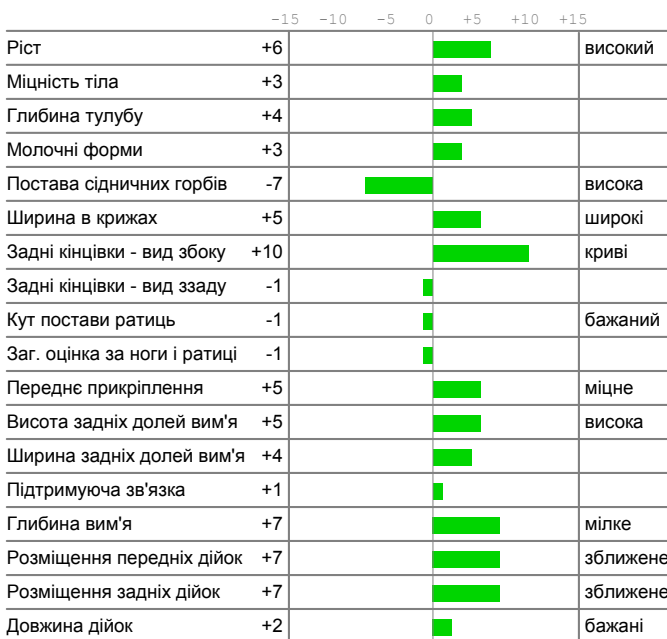 -15 -10 -5 0 +5 +10 +15
Ріст +6 високий
Міцність тіла +3
Глибина тулубу +4
Молочні форми +3
Постава сідничних горбів -7 висока
Ширина в крижах +5 широкі
Задні кінцівки - вид збоку +10 криві
Задні кінцівки - вид ззаду -1
Кут постави ратиць -1 бажаний
Заг. оцінка за ноги і ратиці -1
Переднє прикріплення +5 міцне
Висота задніх долей вим'я +5 висока
Ширина задніх долей вим'я +4
Підтримуюча зв'язка +1
Глибина вим'я +7 мілке
Розміщення передніх дійок +7 зближене
Розміщення задніх дійок +7 зближене
Довжина дійок +2 бажані